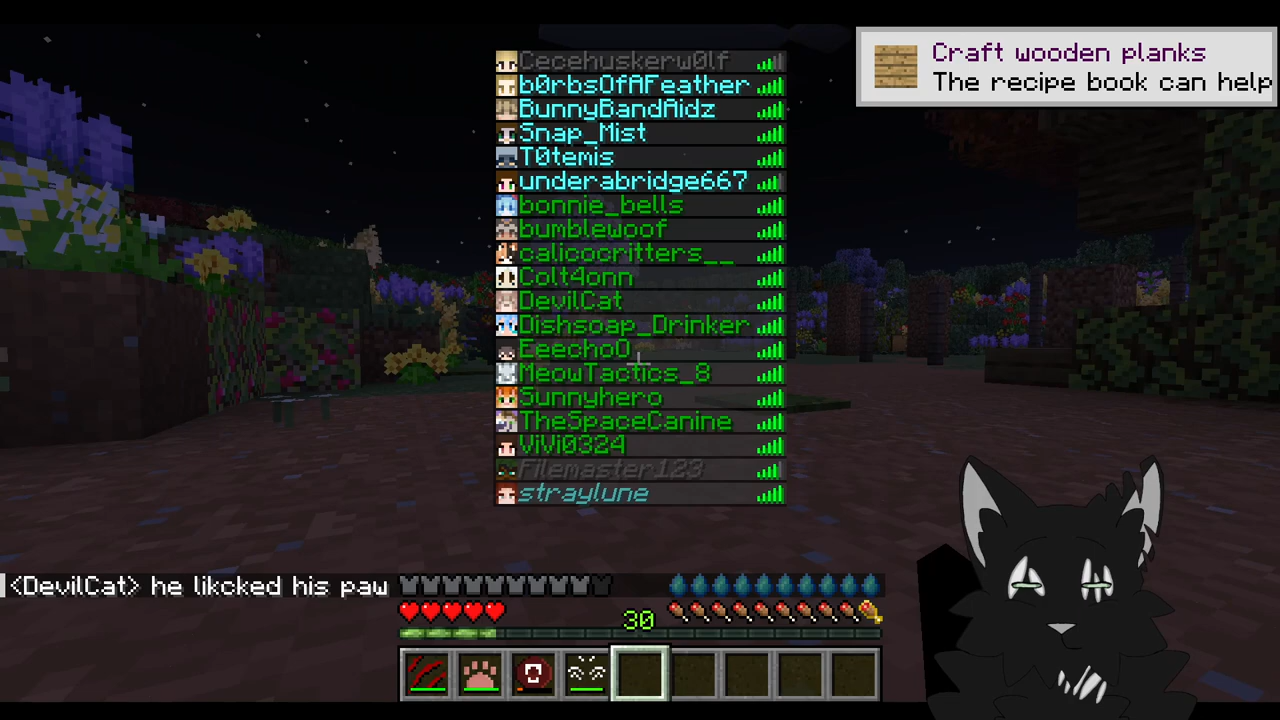 Craft wooden planks
The recipe book can help
Cecehuskerw0lf
b0rbsOfAFeather
BunnyBandAidz
Snap_Mist
T0temis
underabridge667
bonnie_bells
bumblewoof
calicocritters__
Colt4onn
DevilCat
Dishsoap_Drinker
Eeecho0
MeowTactics_8
Sunnyhero
TheSpaceCanine
ViVi0324
Filemaster123
straylune
<DevilCat> he likcked his paw
30